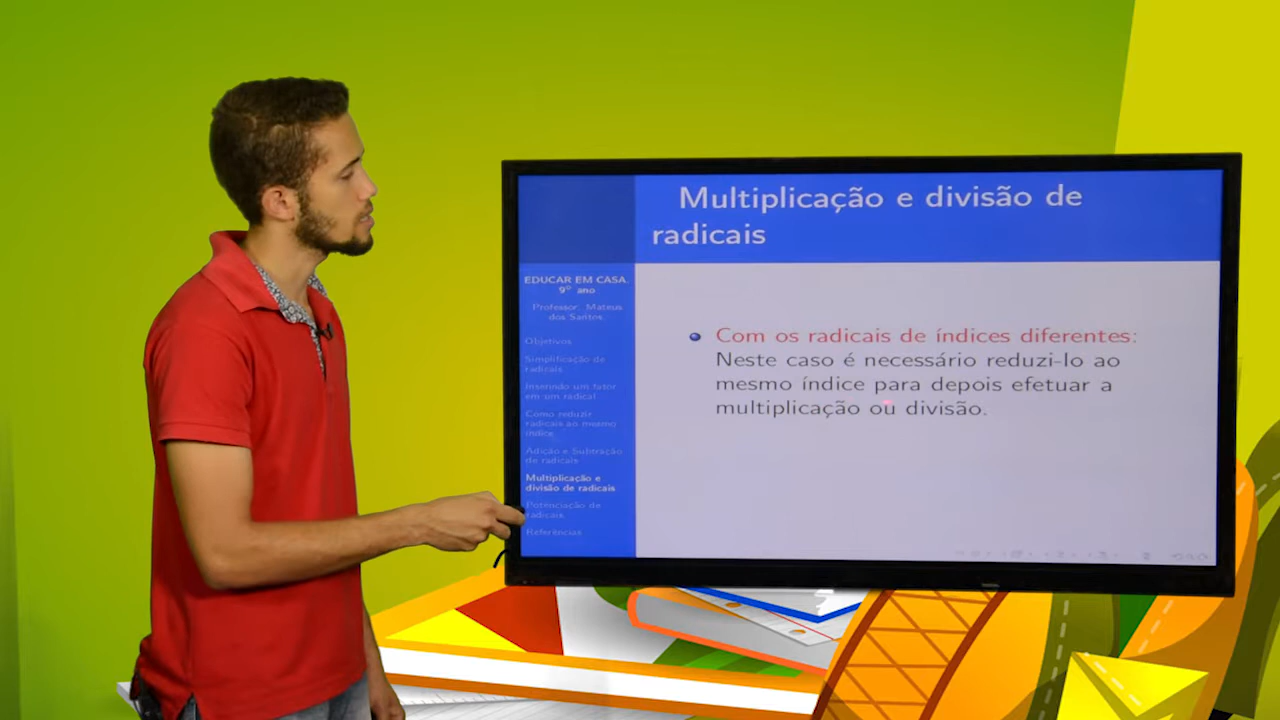 Multiplicação e divisão de
radicais
EDUCAR EM CASA.
9º ano
Professor: Mateus
dos Santos
Objetivos
Simplificação de
radicais
Inserindo um fator
em um radical
Como reduzir
radicais ao mesmo
índice
Adição e Subtração
de radicais
Multiplicação e
divisão de radicais
Potenciação de
radicais
Referências
Com os radicais de índices diferentes:
Neste caso é necessário reduzi-lo ao
mesmo índice para depois efetuar a
multiplicação ou divisão.